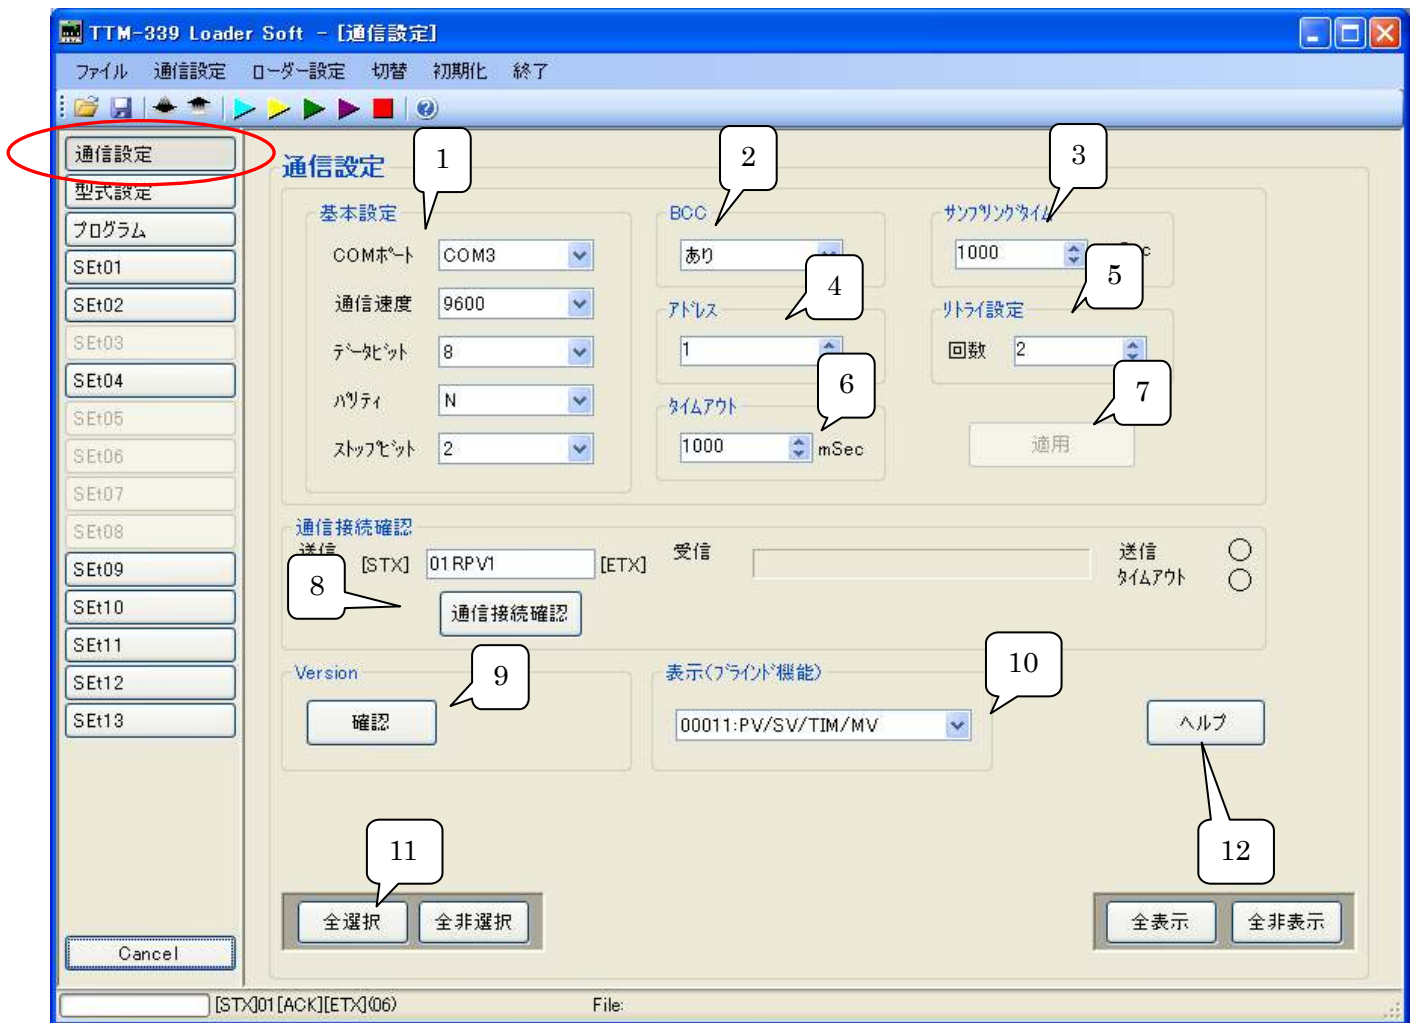 TTM-339 Loader Soft - [通信設定]
ファイル 通信設定 ローダー設定 切替 初期化 終了
通信設定
型式設定
プログラム
SEt01
SEt02
SEt03
SEt04
SEt05
SEt06
SEt07
SEt08
SEt09
SEt10
SEt11
SEt12
SEt13
Cancel
通信設定
1
2
3
基本設定
COMﾎﾟｰﾄ COM3
通信速度 9600
ﾃﾞｰﾀﾋﾞｯﾄ 8
ﾊﾟﾘﾃｨ N
ｽﾄｯﾌﾟﾋﾞｯﾄ 2
BCC
あり
4
ｱﾄﾞﾚｽ
1
6
ﾀｲﾑｱｳﾄ
1000 mSec
ｻﾝﾌﾟﾘﾝｸﾞﾀｲﾑ
1000
5
ﾘﾄﾗｲ設定
回数 2
7
適用
通信接続確認
送信 [STX] 01RPV1 [ETX] 受信
送信
ﾀｲﾑｱｳﾄ
8
通信接続確認
Version
9
確認
表示(ﾌﾞﾗｲﾝﾄﾞ機能)
10
00011:PV/SV/TIM/MV
ヘルプ
11
12
全選択 全非選択
全表示 全非表示
[STX]01[ACK][ETX](06) File: